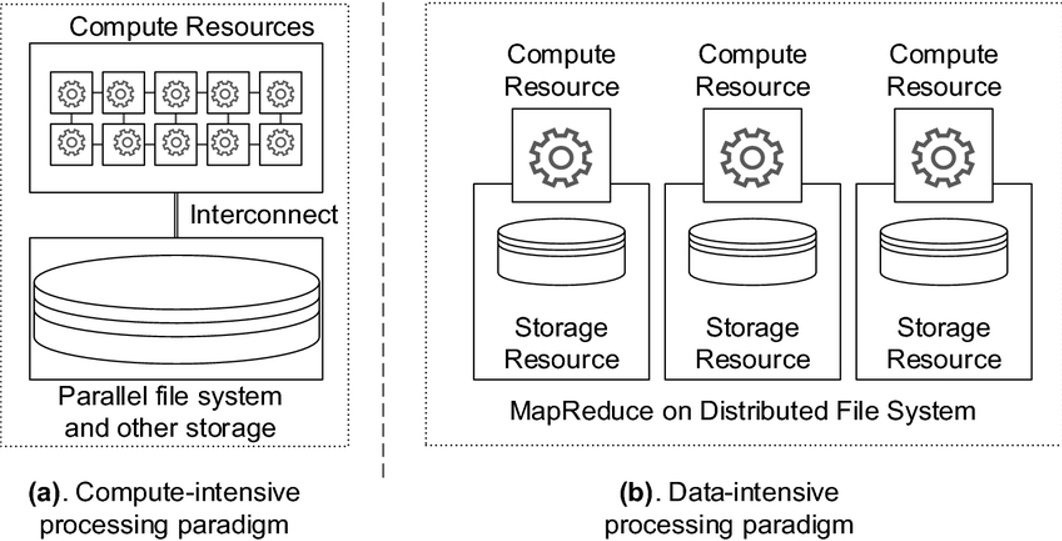 Compute Resources
Interconnect
Parallel file system
and other storage
(a). Compute-intensive
processing paradigm
Compute
Resource
Compute
Resource
Compute
Resource
Storage
Resource
Storage
Resource
Storage
Resource
MapReduce on Distributed File System
(b). Data-intensive
processing paradigm